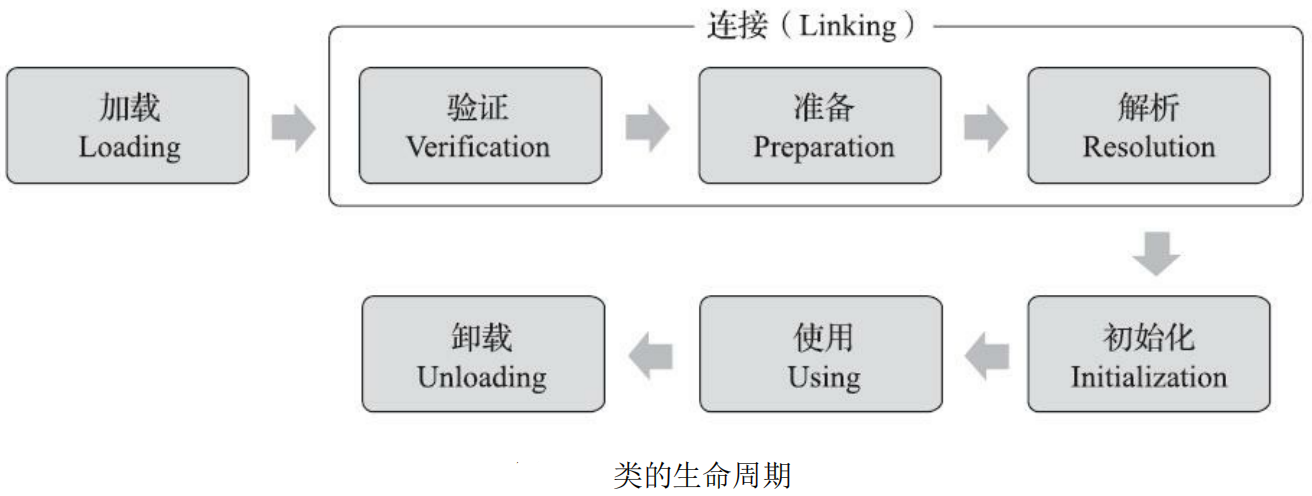 连接（Linking）
加载
Loading
验证
Verification
准备
Preparation
解析
Resolution
卸载
Unloading
使用
Using
初始化
Initialization
类的生命周期